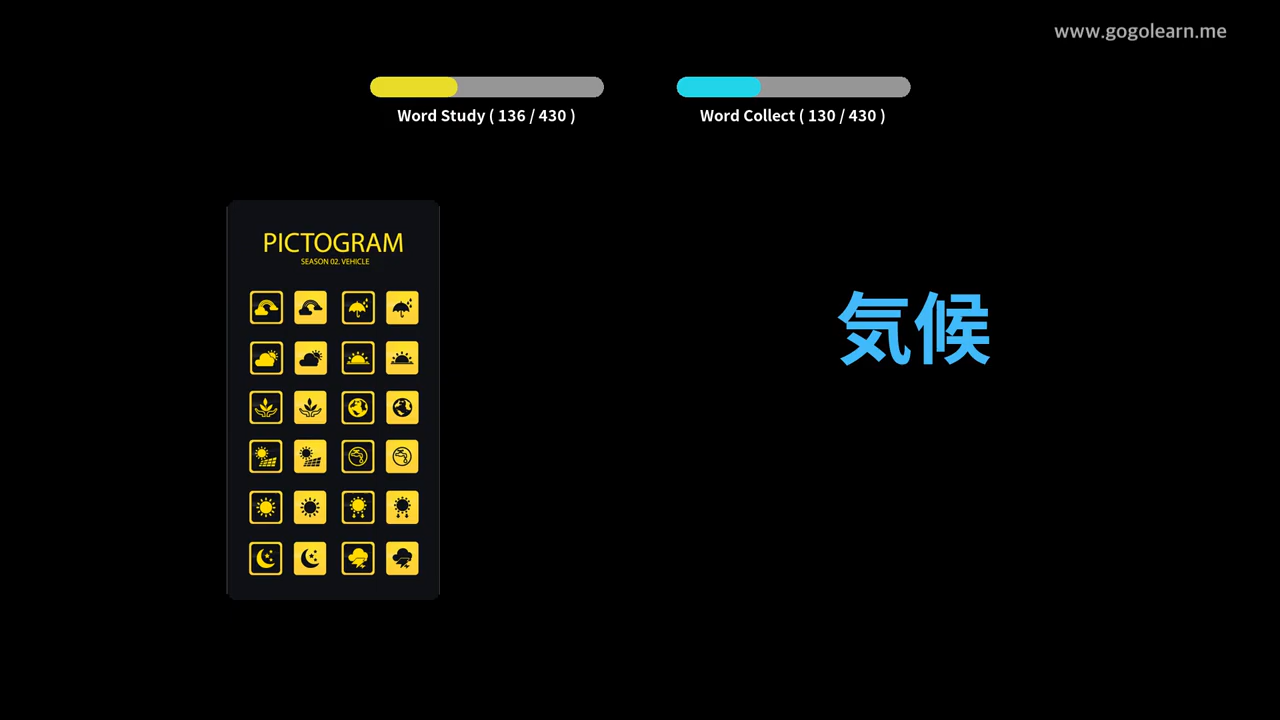 www.gogolearn.me
Word Study ( 136 / 430 )
Word Collect ( 130 / 430 )
PICTOGRAM
SEASON 02. VEHICLE
気候